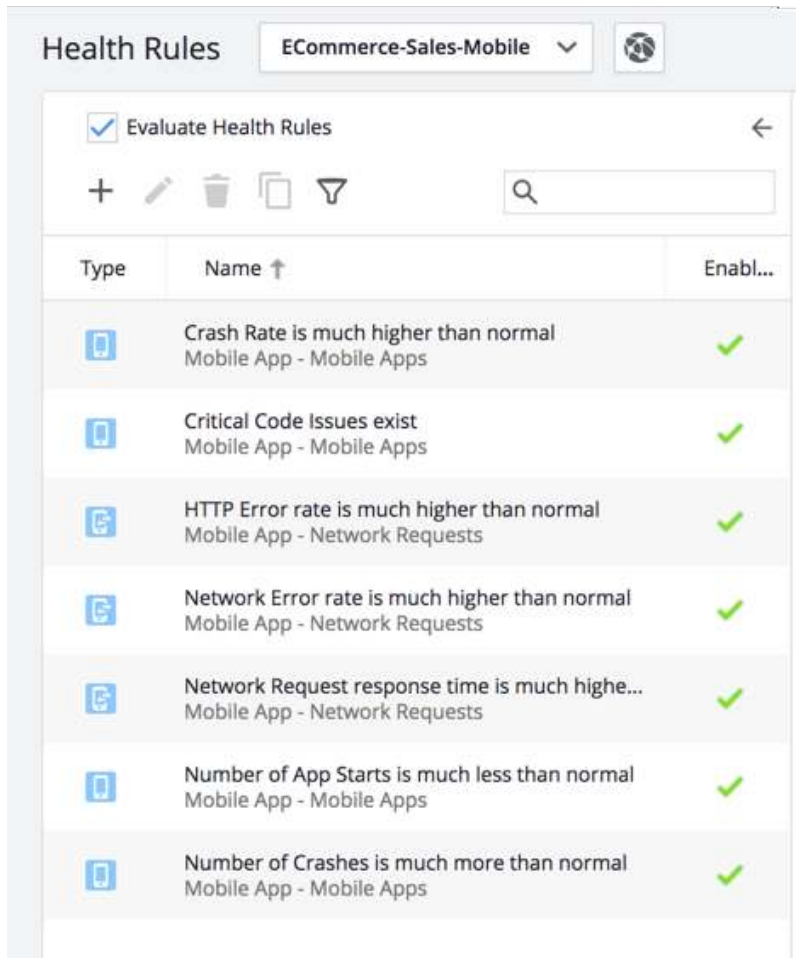 Health Rules ECommerce-Sales-Mobile
Evaluate Health Rules
Type Name Enabl...
Crash Rate is much higher than normal
Mobile App - Mobile Apps
Critical Code Issues exist
Mobile App - Mobile Apps
HTTP Error rate is much higher than normal
Mobile App - Network Requests
Network Error rate is much higher than normal
Mobile App - Network Requests
Network Request response time is much highe...
Mobile App - Network Requests
Number of App Starts is much less than normal
Mobile App - Mobile Apps
Number of Crashes is much more than normal
Mobile App - Mobile Apps